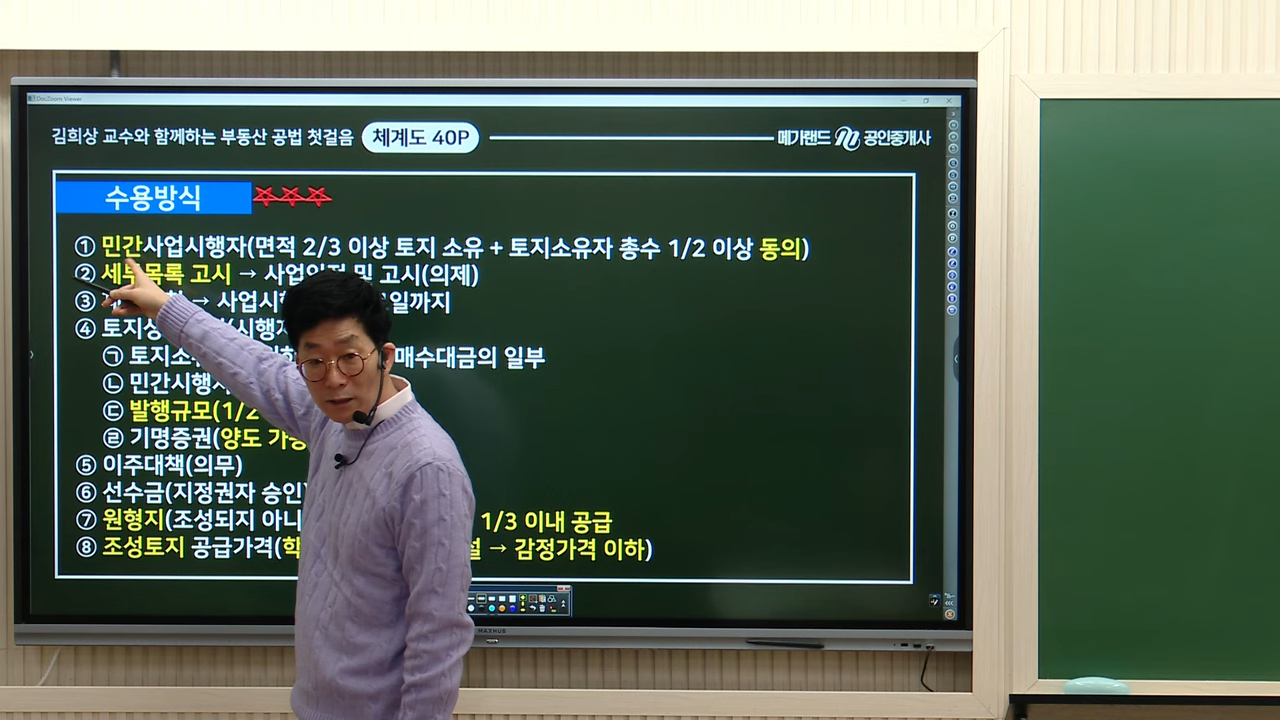 DocZoom Viewer
김희상 교수와 함께하는 부동산 공법 첫걸음 체계도 40P 메가랜드 공인중개사
수용방식
① 민간사업시행자(면적 2/3 이상 토지 소유 + 토지소유자 총수 1/2 이상 동의)
② 세부목록 고시 → 사업인정 및 고시(의제)
③ → 사업시 일까지
④ 토지상 (시행자
㉠ 토지소 매수대금의 일부
㉡ 민간시행자
㉢ 발행규모(1/2
㉣ 기명증권(양도 가능
⑤ 이주대책(의무)
⑥ 선수금(지정권자 승인)
⑦ 원형지(조성되지 아니 1/3 이내 공급
⑧ 조성토지 공급가격(학 설 → 감정가격 이하)
MAXHUB